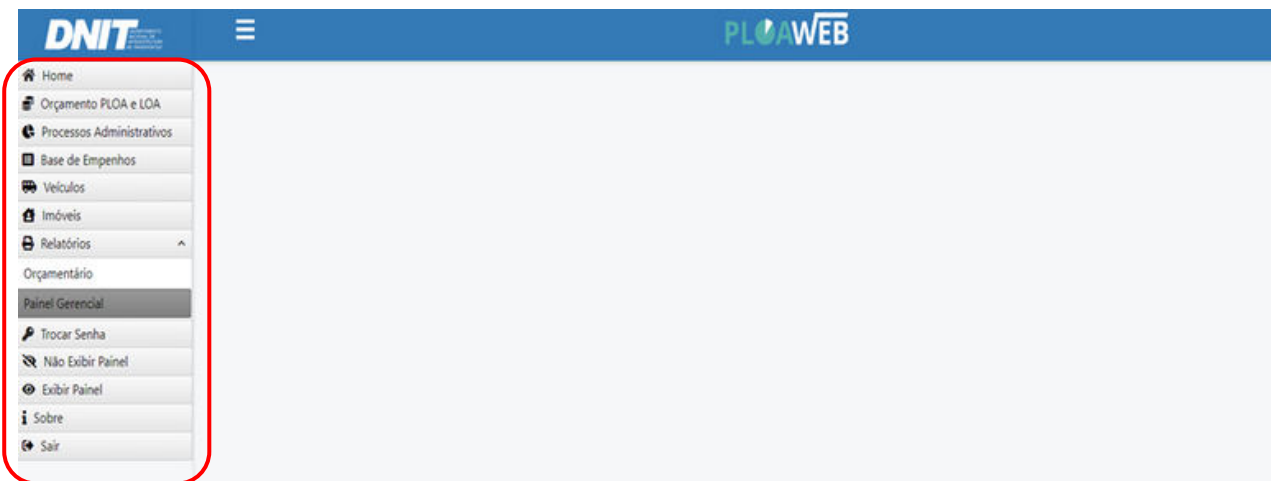 DNIT
PLOAWEB
Home
Orçamento PLOA e LOA
Processos Administrativos
Base de Empenhos
Veículos
Imóveis
Relatórios
Orçamentário
Painel Gerencial
Trocar Senha
Não Exibir Painel
Exibir Painel
Sobre
Sair